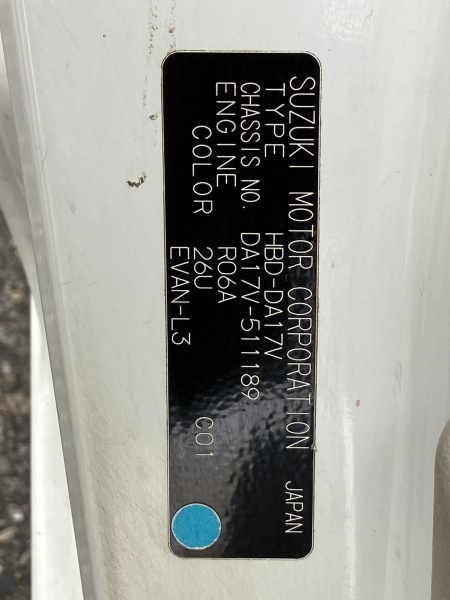 SUZUKI MOTOR CORPORATION JAPAN
TYPE HBD-DA17V
CHASSIS NO. DA17V-511189
ENGINE R06A
COLOR 26U C01
EVAN-L3